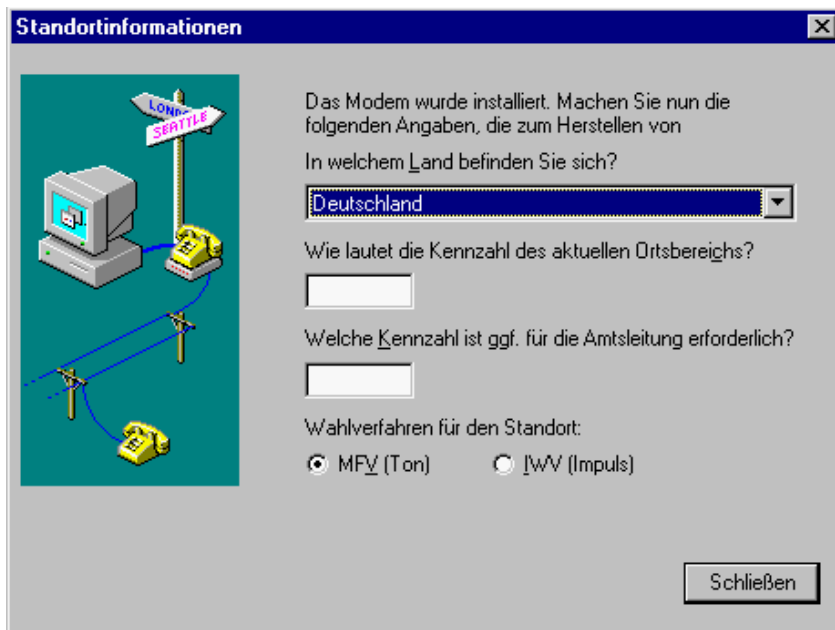 Standortinformationen
LONDO
SEATTLE
Das Modem wurde installiert. Machen Sie nun die
folgenden Angaben, die zum Herstellen von
In welchem Land befinden Sie sich?
Deutschland
Wie lautet die Kennzahl des aktuellen Ortsbereichs?
Welche Kennzahl ist ggf. für die Amtsleitung erforderlich?
Wahlverfahren für den Standort:
MFV (Ton) IWV (Impuls)
Schließen